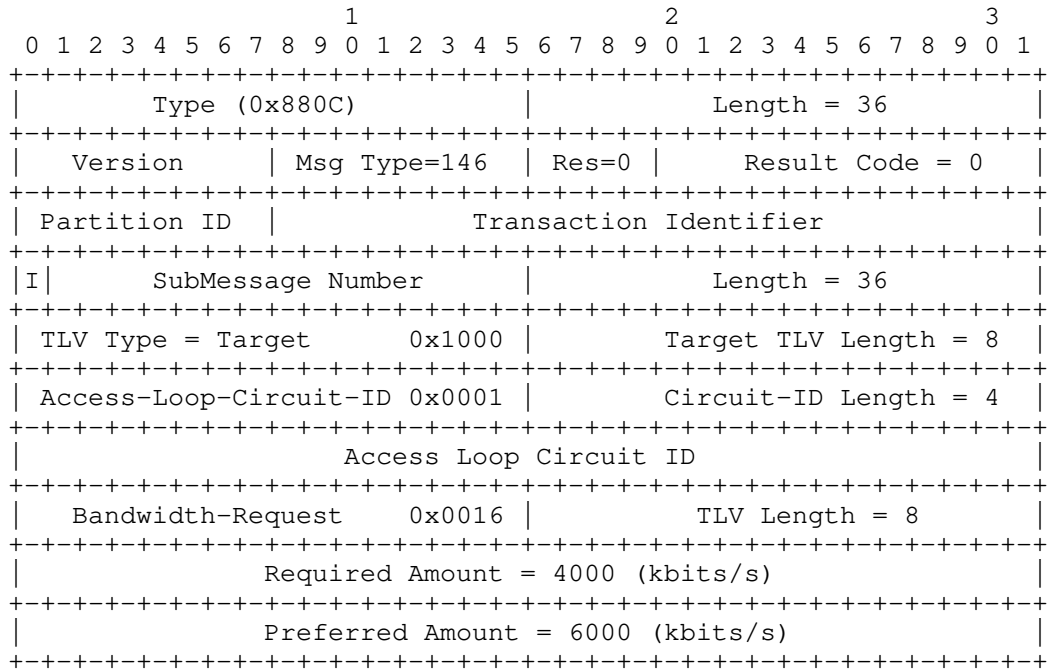 1                   2                   3
 0 1 2 3 4 5 6 7 8 9 0 1 2 3 4 5 6 7 8 9 0 1 2 3 4 5 6 7 8 9 0 1
+-+-+-+-+-+-+-+-+-+-+-+-+-+-+-+-+-+-+-+-+-+-+-+-+-+-+-+-+-+-+-+-+
|        Type (0x880C)          |           Length = 36         |
+-+-+-+-+-+-+-+-+-+-+-+-+-+-+-+-+-+-+-+-+-+-+-+-+-+-+-+-+-+-+-+-+
|   Version     | Msg Type=146  | Res=0 |     Result Code = 0   |
+-+-+-+-+-+-+-+-+-+-+-+-+-+-+-+-+-+-+-+-+-+-+-+-+-+-+-+-+-+-+-+-+
| Partition ID  |            Transaction Identifier             |
+-+-+-+-+-+-+-+-+-+-+-+-+-+-+-+-+-+-+-+-+-+-+-+-+-+-+-+-+-+-+-+-+
|I|      SubMessage Number      |           Length = 36         |
+-+-+-+-+-+-+-+-+-+-+-+-+-+-+-+-+-+-+-+-+-+-+-+-+-+-+-+-+-+-+-+-+
| TLV Type = Target      0x1000 |        Target TLV Length = 8  |
+-+-+-+-+-+-+-+-+-+-+-+-+-+-+-+-+-+-+-+-+-+-+-+-+-+-+-+-+-+-+-+-+
| Access-Loop-Circuit-ID 0x0001 |        Circuit-ID Length = 4  |
+-+-+-+-+-+-+-+-+-+-+-+-+-+-+-+-+-+-+-+-+-+-+-+-+-+-+-+-+-+-+-+-+
|                    Access Loop Circuit ID                     |
+-+-+-+-+-+-+-+-+-+-+-+-+-+-+-+-+-+-+-+-+-+-+-+-+-+-+-+-+-+-+-+-+
|   Bandwidth-Request    0x0016 |          TLV Length = 8       |
+-+-+-+-+-+-+-+-+-+-+-+-+-+-+-+-+-+-+-+-+-+-+-+-+-+-+-+-+-+-+-+-+
|               Required Amount = 4000 (kbits/s)                |
+-+-+-+-+-+-+-+-+-+-+-+-+-+-+-+-+-+-+-+-+-+-+-+-+-+-+-+-+-+-+-+-+
|               Preferred Amount = 6000 (kbits/s)               |
+-+-+-+-+-+-+-+-+-+-+-+-+-+-+-+-+-+-+-+-+-+-+-+-+-+-+-+-+-+-+-+-+